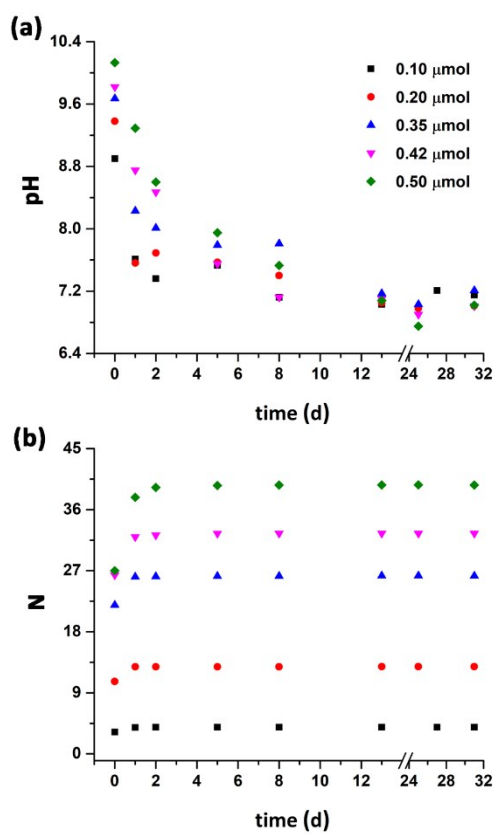 (a)
10.4
9.6
8.8
8.0
7.2
6.4
pH
0.10 μmol
0.20 μmol
0.35 μmol
0.42 μmol
0.50 μmol
0 2 4 6 8 10 12 24 28 32
time (d)
(b)
45
36
27
18
9
0
N
0 2 4 6 8 10 12 24 28 32
time (d)